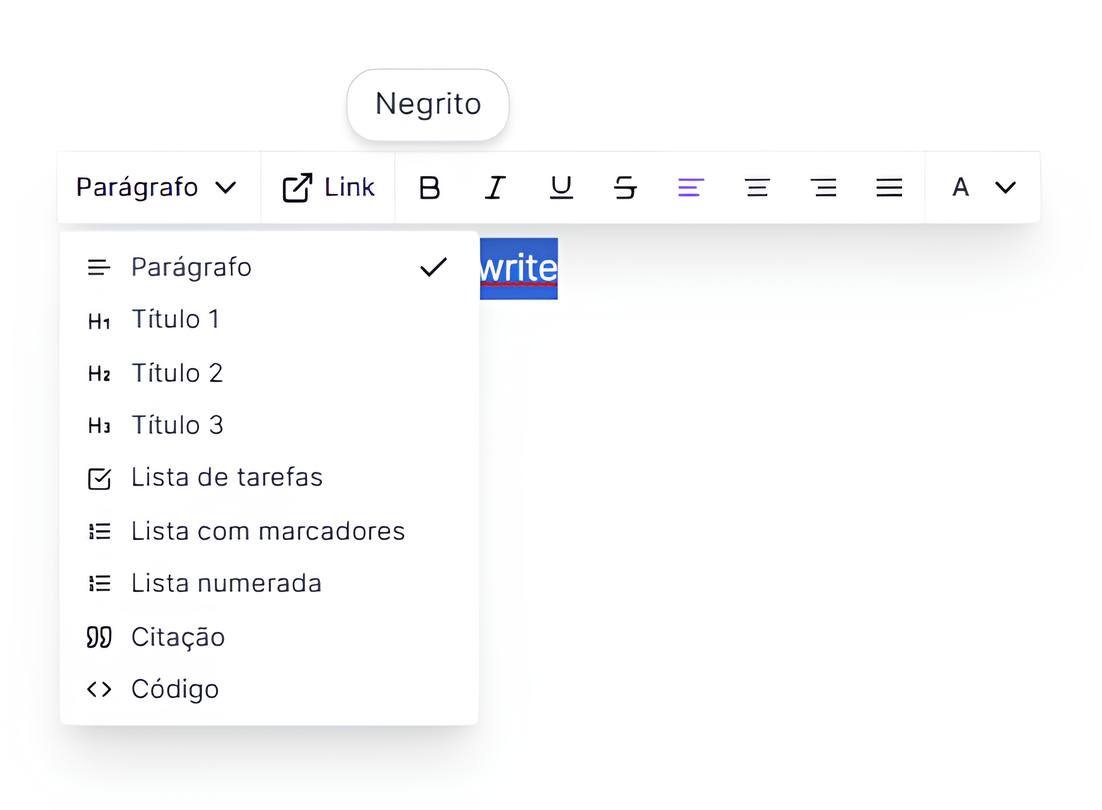 Negrito
Parágrafo Link B I U S A
write
Parágrafo
H1 Título 1
H2 Título 2
H3 Título 3
Lista de tarefas
Lista com marcadores
Lista numerada
Citação
Código